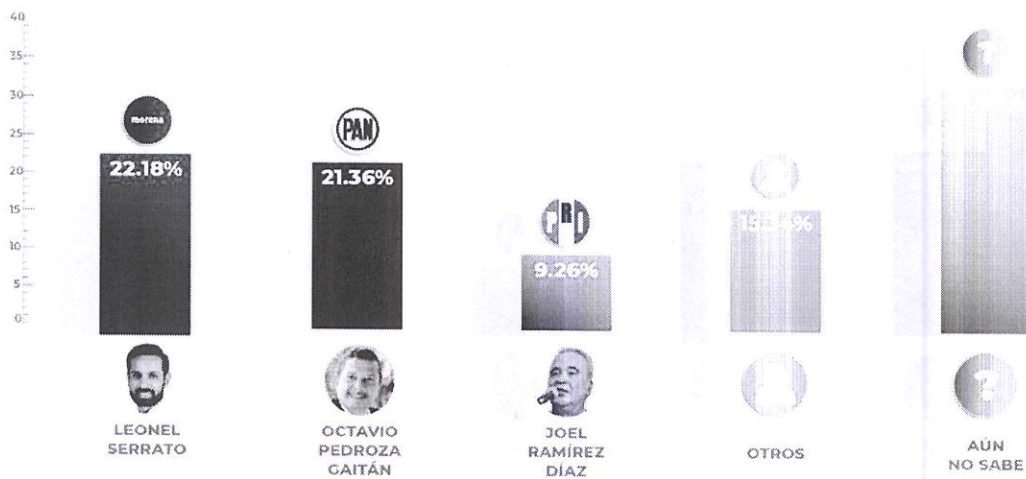 40
35
30
25
20
15
10
5
0
morena
22.18%
PAN
21.36%
PRI
9.26%
LEONEL
SERRATO
OCTAVIO
PEDROZA
GAITÁN
JOEL
RAMÍREZ
DÍAZ
OTROS
AÚN
NO SABE
?